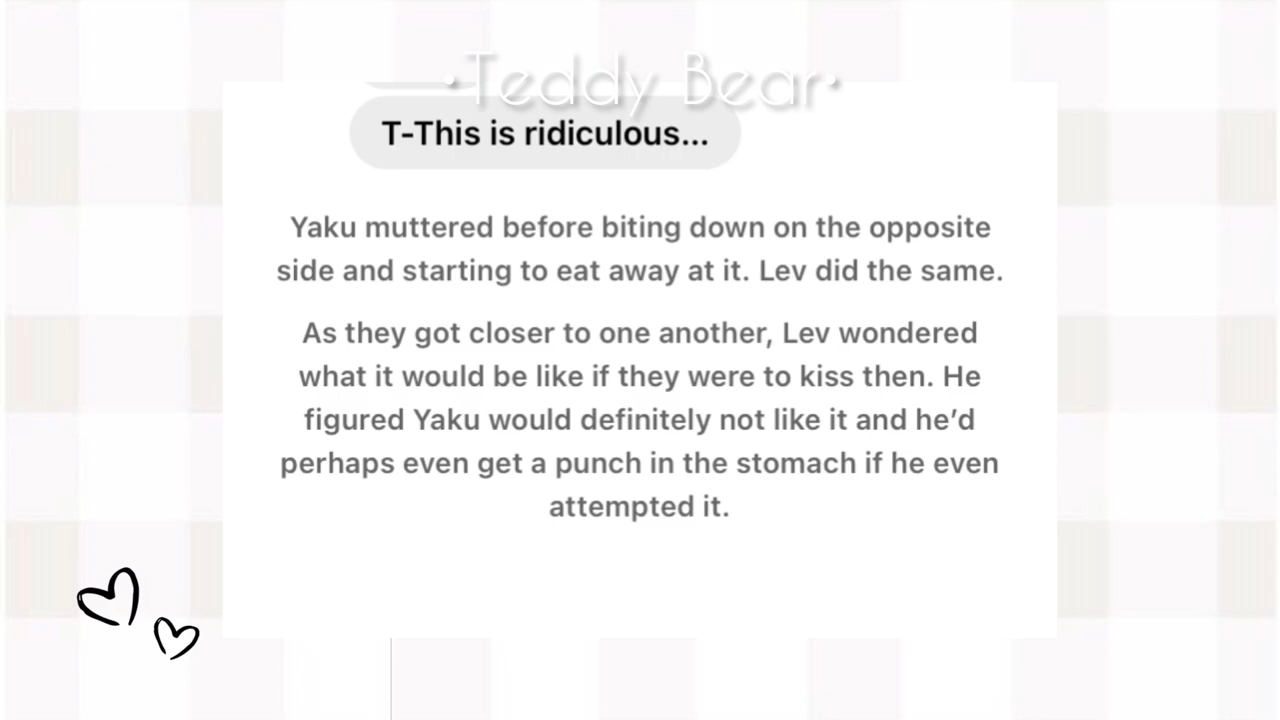 •Teddy Bear•
T-This is ridiculous...
Yaku muttered before biting down on the opposite
side and starting to eat away at it. Lev did the same.
As they got closer to one another, Lev wondered
what it would be like if they were to kiss then. He
figured Yaku would definitely not like it and he’d
perhaps even get a punch in the stomach if he even
attempted it.